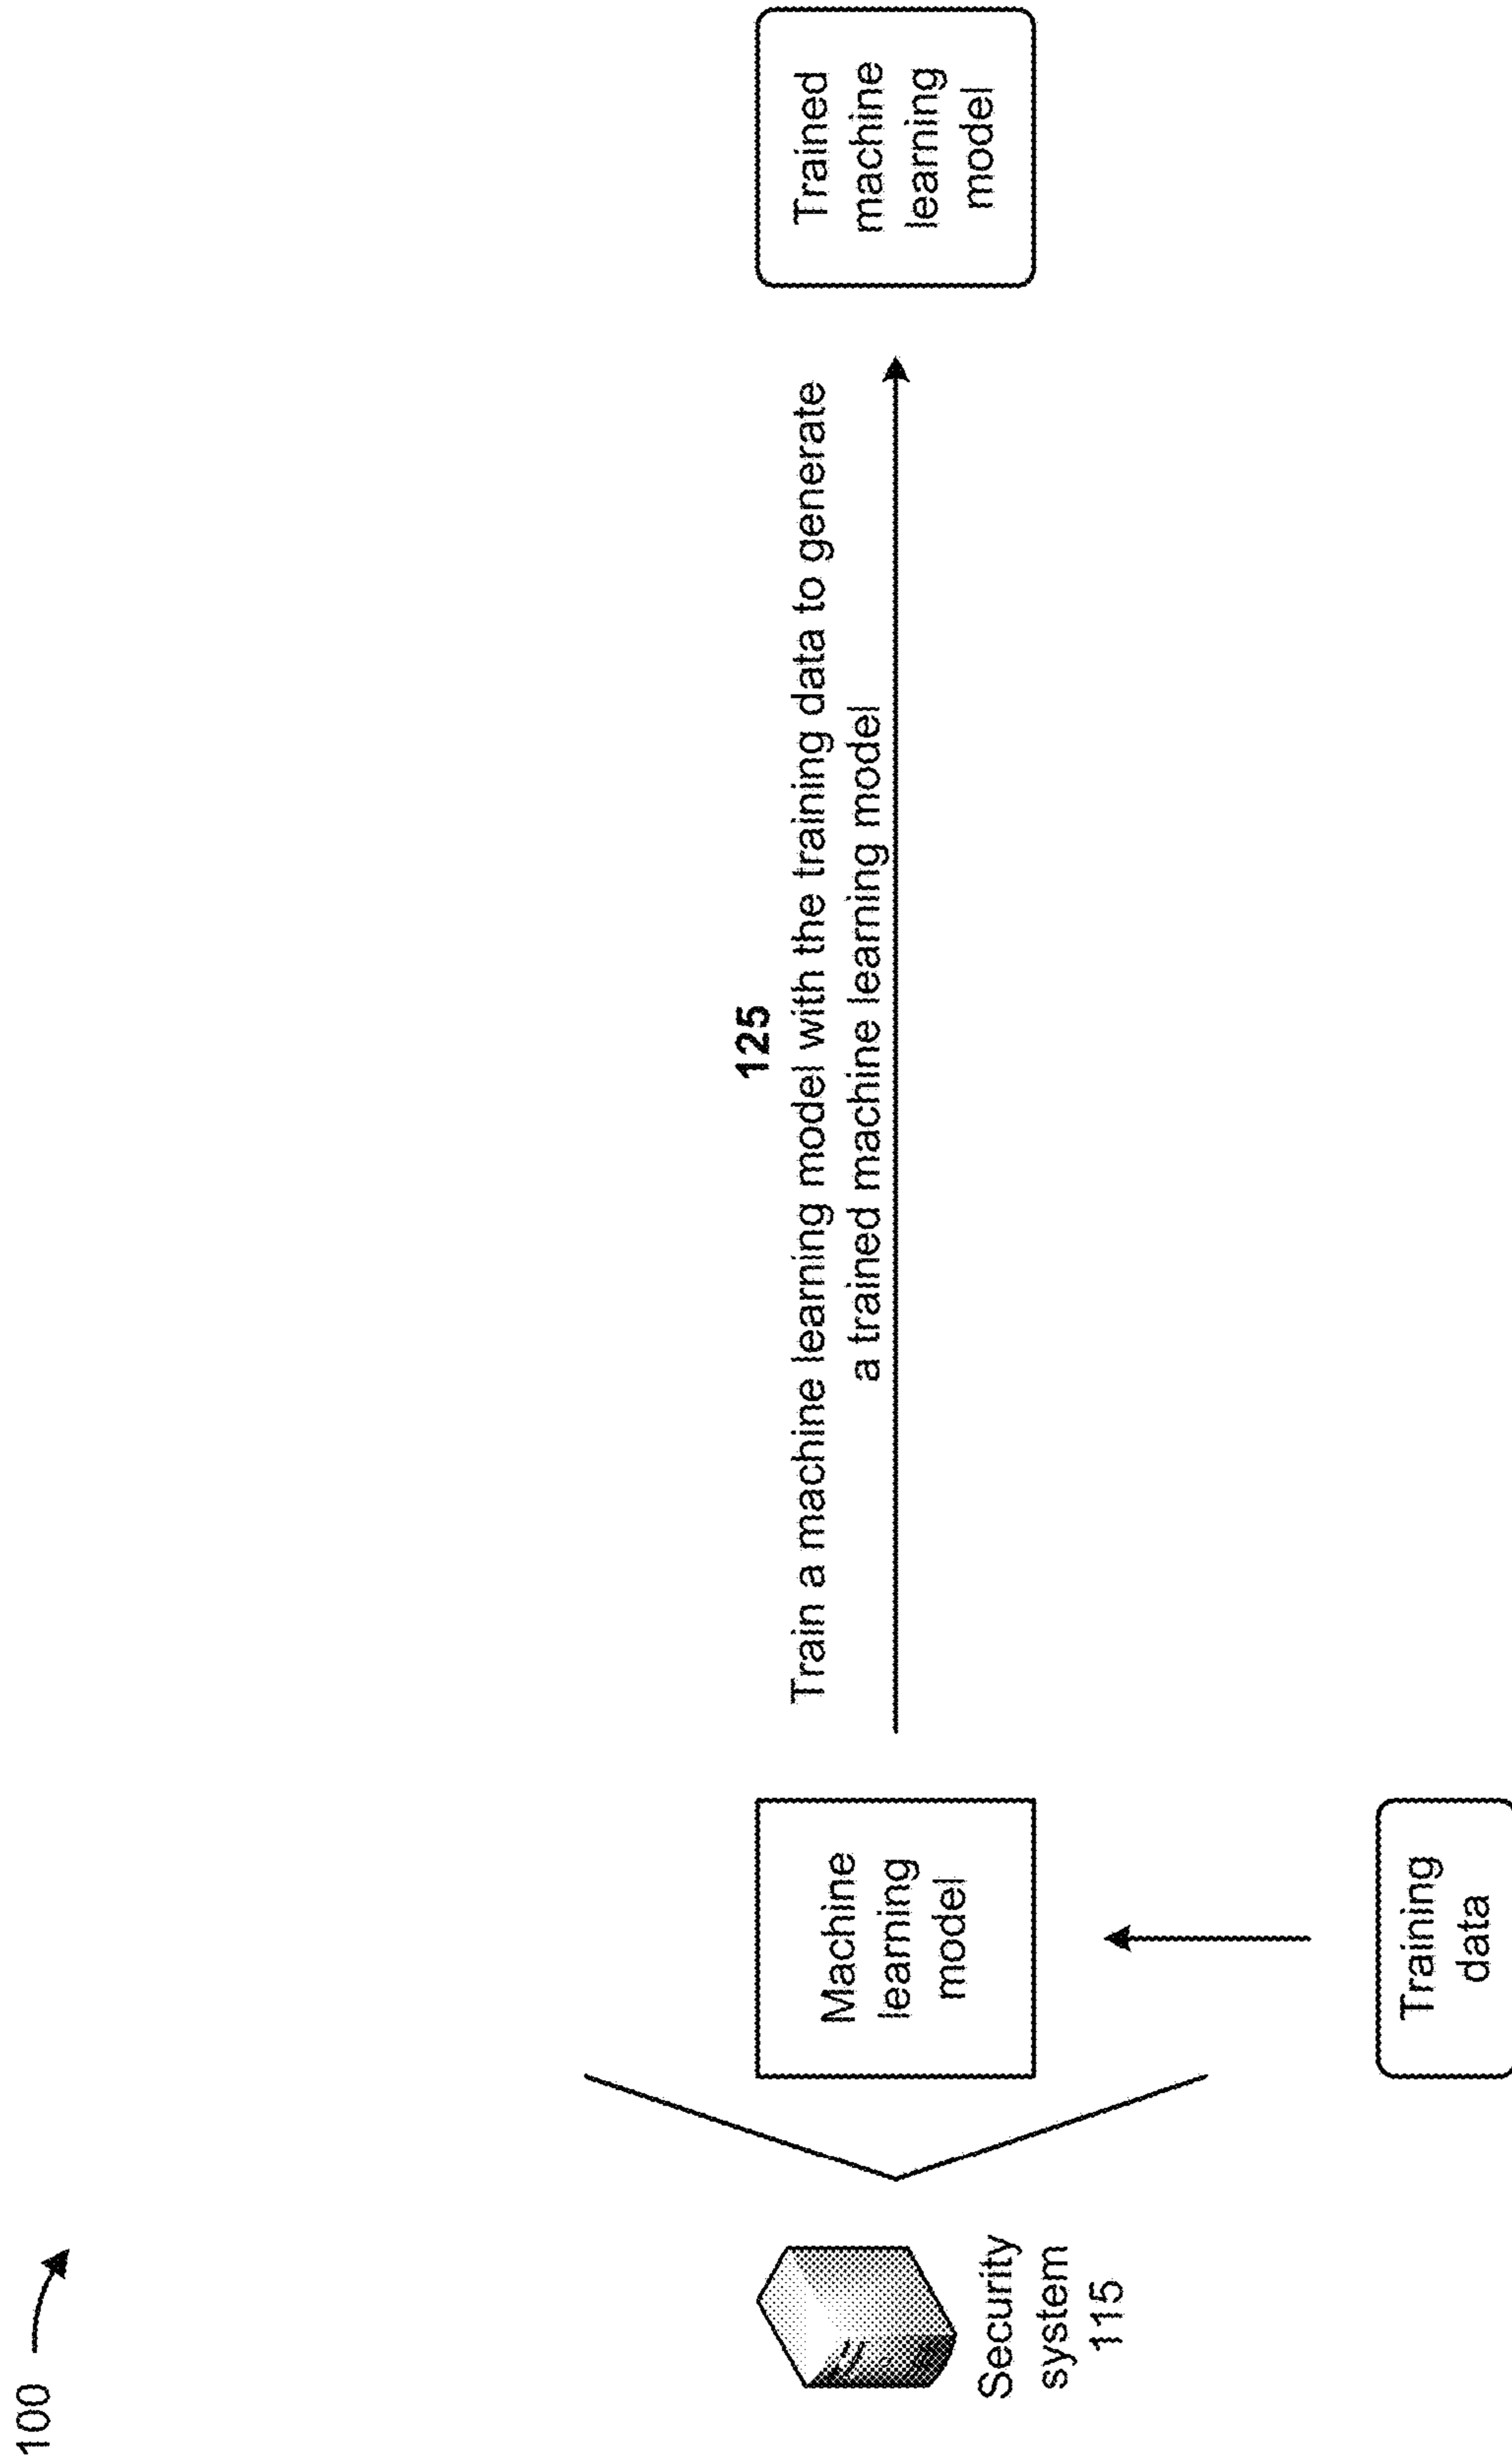 100
125
Train a machine learning model with the training data to generate
a trained machine learning model
Security
system
115
Machine
learning
model
Trained
machine
learning
model
Training
data